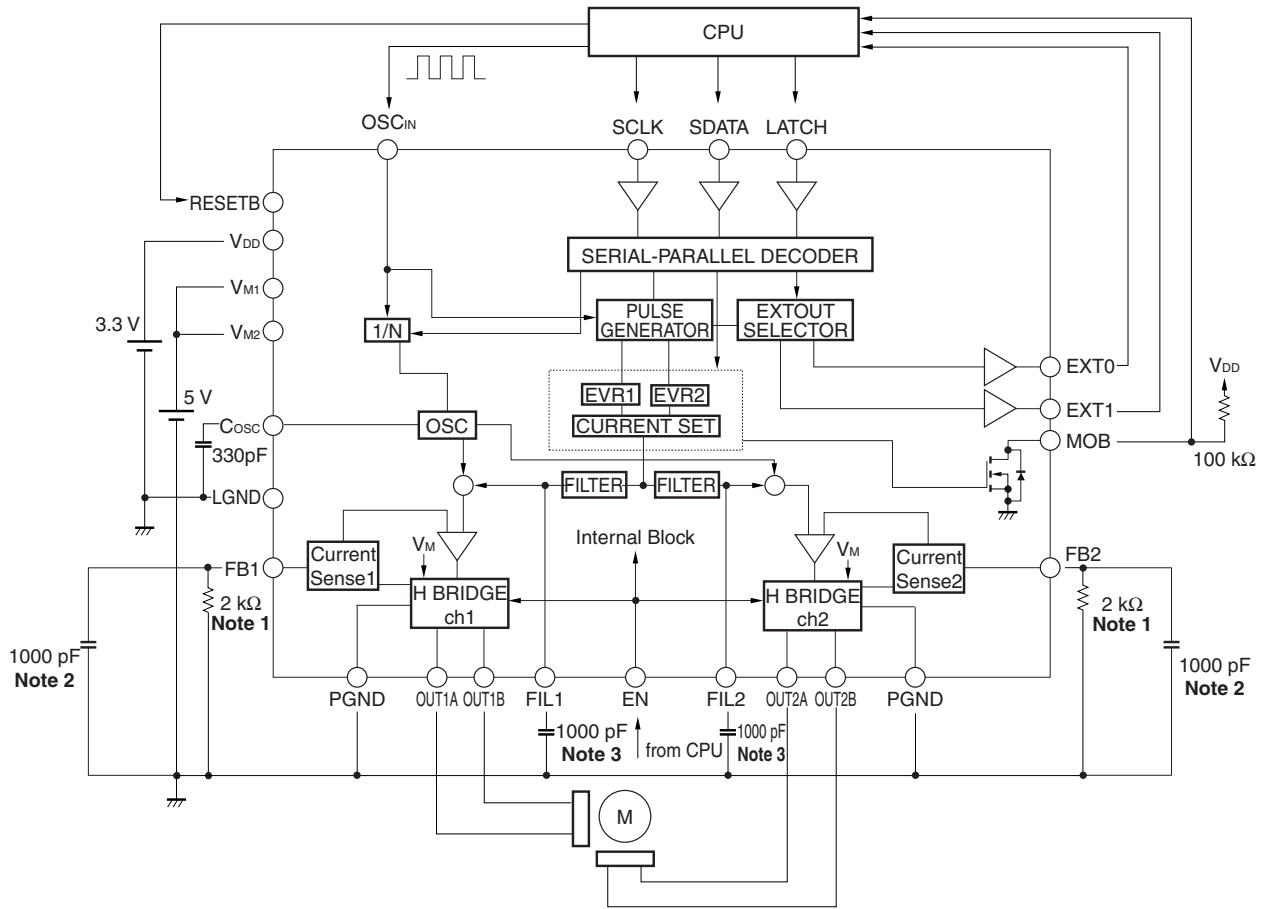 CPU
OSCIN
SCLK
SDATA
LATCH
RESETB
VDD
VM1
VM2
3.3 V
5 V
COSC
330pF
LGND
SERIAL-PARALLEL DECODER
PULSE
GENERATOR
EXTOUT
SELECTOR
1/N
EVR1
EVR2
CURRENT SET
OSC
FILTER
FILTER
EXT0
EXT1
MOB
VDD
100 kΩ
Internal Block
Current
Sense1
VM
H BRIDGE
ch1
VM
H BRIDGE
ch2
Current
Sense2
FB1
2 kΩ
Note 1
1000 pF
Note 2
FB2
2 kΩ
Note 1
1000 pF
Note 2
PGND
OUT1A
OUT1B
FIL1
EN
FIL2
OUT2A
OUT2B
PGND
1000 pF
Note 3
from CPU
1000 pF
Note 3
M